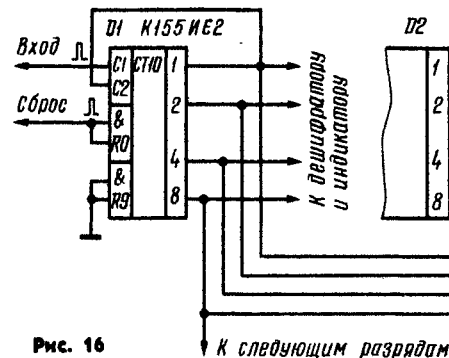 D1 К155ИЕ2
D2
Вход
Сброс
C1
C2
&
R0
&
R9
CT10
1
2
4
8
К дешифратору
и индикатору
1
2
4
8
Рис. 16
К следующим разрядам